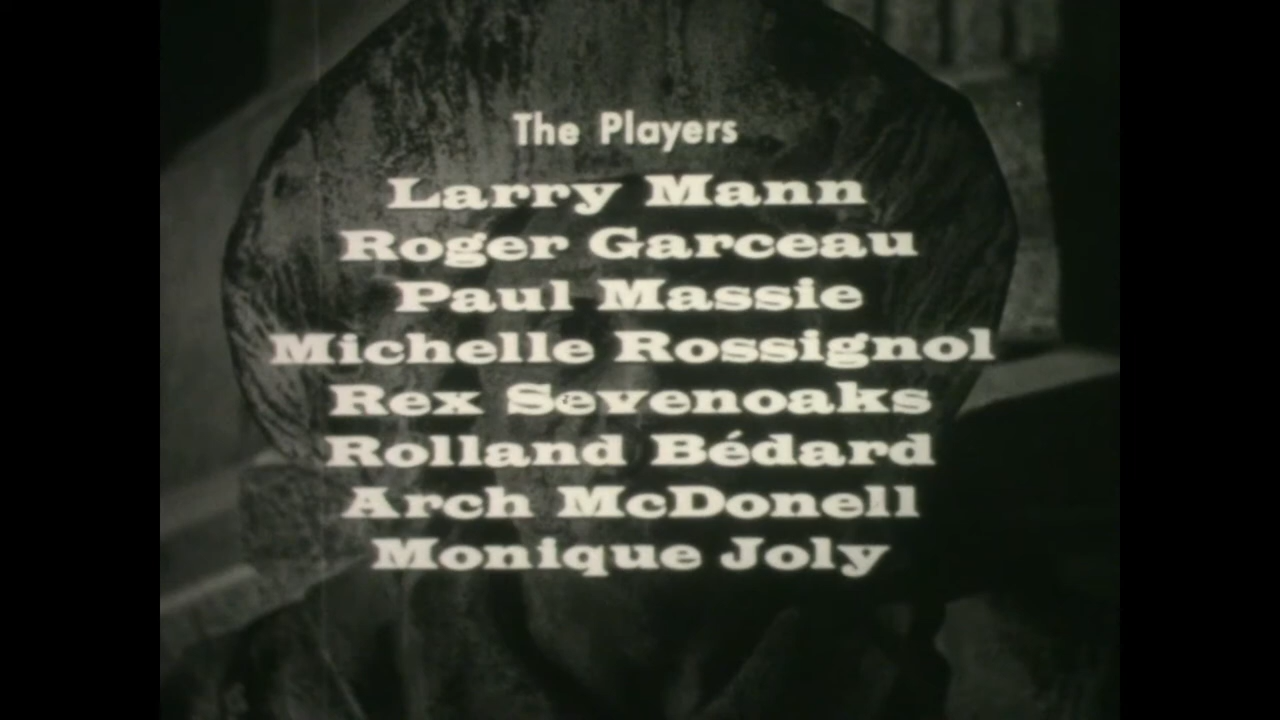 The Players
Larry Mann
Roger Garceau
Paul Massie
Michelle Rossignol
Rex Sevenoaks
Rolland Bédard
Arch McDonell
Monique Joly